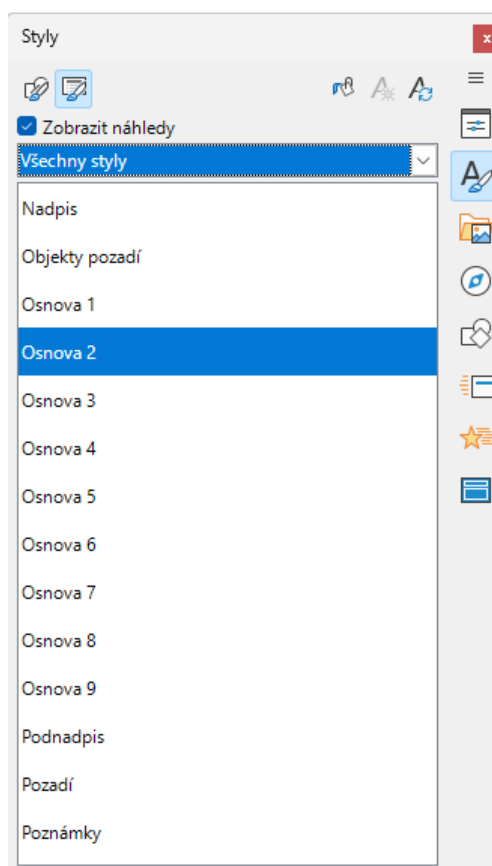 Styly
x
Zobrazit náhledy
Všechny styly
Nadpis
Objekty pozadí
Osnova 1
Osnova 2
Osnova 3
Osnova 4
Osnova 5
Osnova 6
Osnova 7
Osnova 8
Osnova 9
Podnadpis
Pozadí
Poznámky